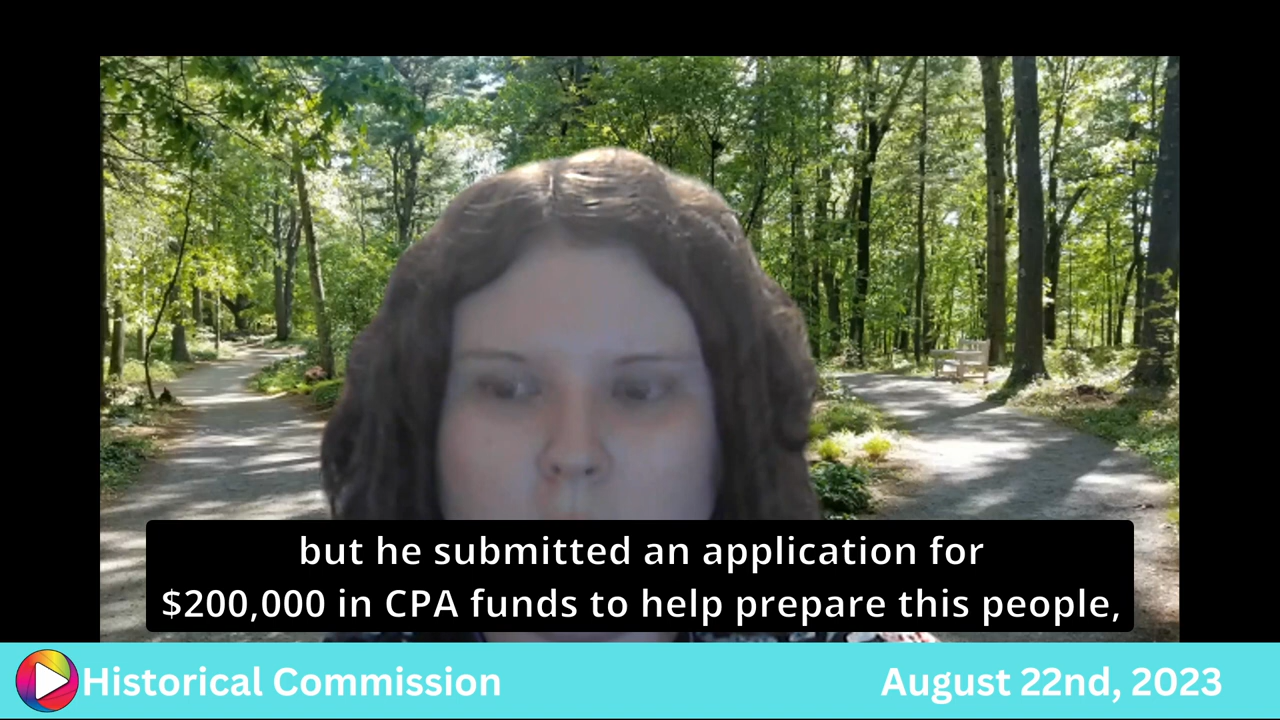 but he submitted an application for
$200,000 in CPA funds to help prepare this people,
Historical Commission
August 22nd, 2023